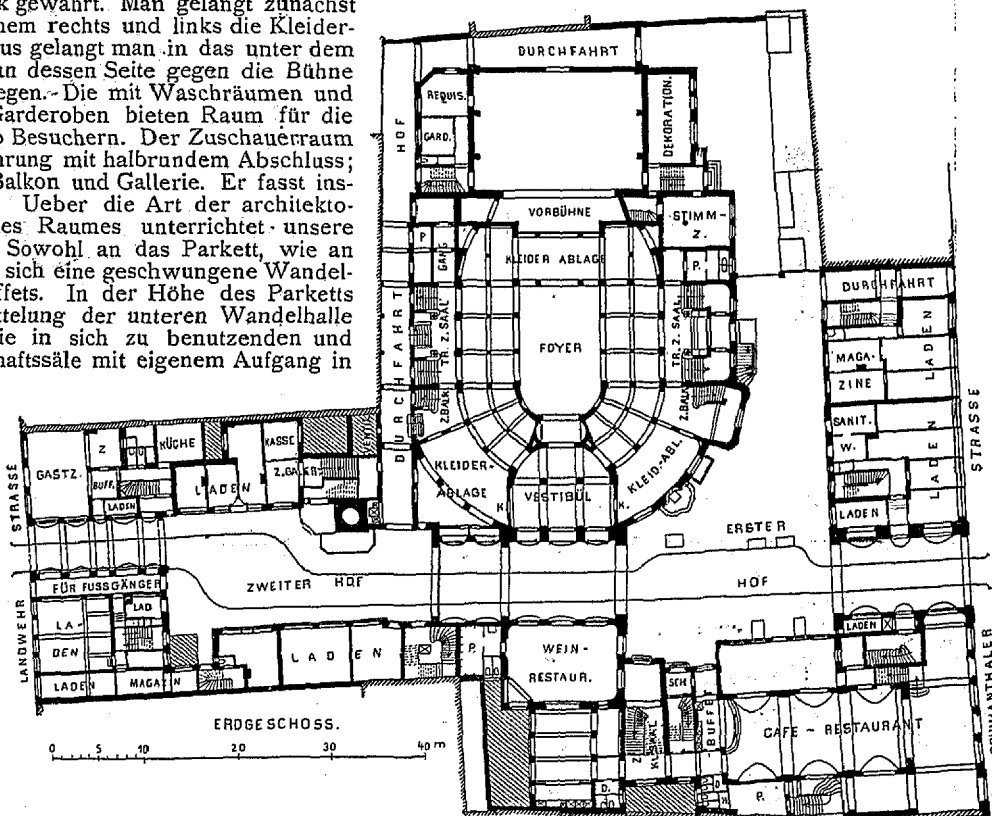 k gewährt. Man gelangt zunächst
nem rechts und links die Kleider-
us gelangt man in das unter dem
an dessen Seite gegen die Bühne
egen. Die mit Waschräumen und
Garderoben bieten Raum für die
Besuchern. Der Zuschauerraum
hrung mit halbrundem Abschluss;
Balkon und Gallerie. Er fasst ins-
Ueber die Art der architekto-
es Raumes unterrichtet unsere
Sowohl an das Parkett, wie an
sich eine geschwungene Wandel-
ffets. In der Höhe des Parketts
ttelung der unteren Wandelhalle
ie in sich zu benutzenden und
haftssäle mit eigenem Aufgang in
DURCHFAHRT
HOF
REQUIS.
GARD.
DEKORATION.
VORBÜHNE
STIMM-
Z.
P
GANG
KLEIDER ABLAGE
P.
DURCHFAHRT
TR. Z. SAAL
FOYER
TR. Z. SAAL
Z. BALK.
Z. BALK.
KLEIDER-
ABLAGE
K
VESTIBÜL
K.
KLEID.-ABL.
DURCHFAHRT
MAGA-
ZINE
LADEN
SANIT.
W.
LADEN
LADEN
STRASSE
STRASSE
GASTZ.
Z
KÜCHE
KASSE
BUFF.
LADEN
LADEN
ERSTER
HOF
ZWEITER HOF
FÜR FUSSGÄNGER
LANDWEHR
LA-
DEN
LAD
LADEN
MAGAZIN
LADEN
P.
WEIN-
RESTAUR.
LADEN
SCH
BUFFE
CAFE - RESTAURANT
D.
D
P.
ERDGESCHOSS.
0 5 10 20 30 40 m